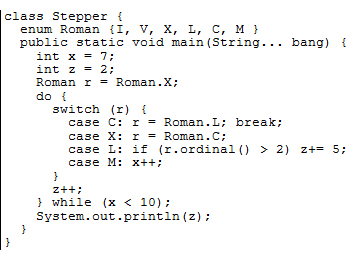 class Stepper {
  enum Roman {I, V, X, L, C, M }
  public static void main(String... bang) {
    int x = 7;
    int z = 2;
    Roman r = Roman.X;
    do {
      switch (r) {
        case C: r = Roman.L; break;
        case X: r = Roman.C;
        case L: if (r.ordinal() > 2) z+= 5;
        case M: x++;
      }
      z++;
    } while (x < 10);
    System.out.println(z);
  }
}